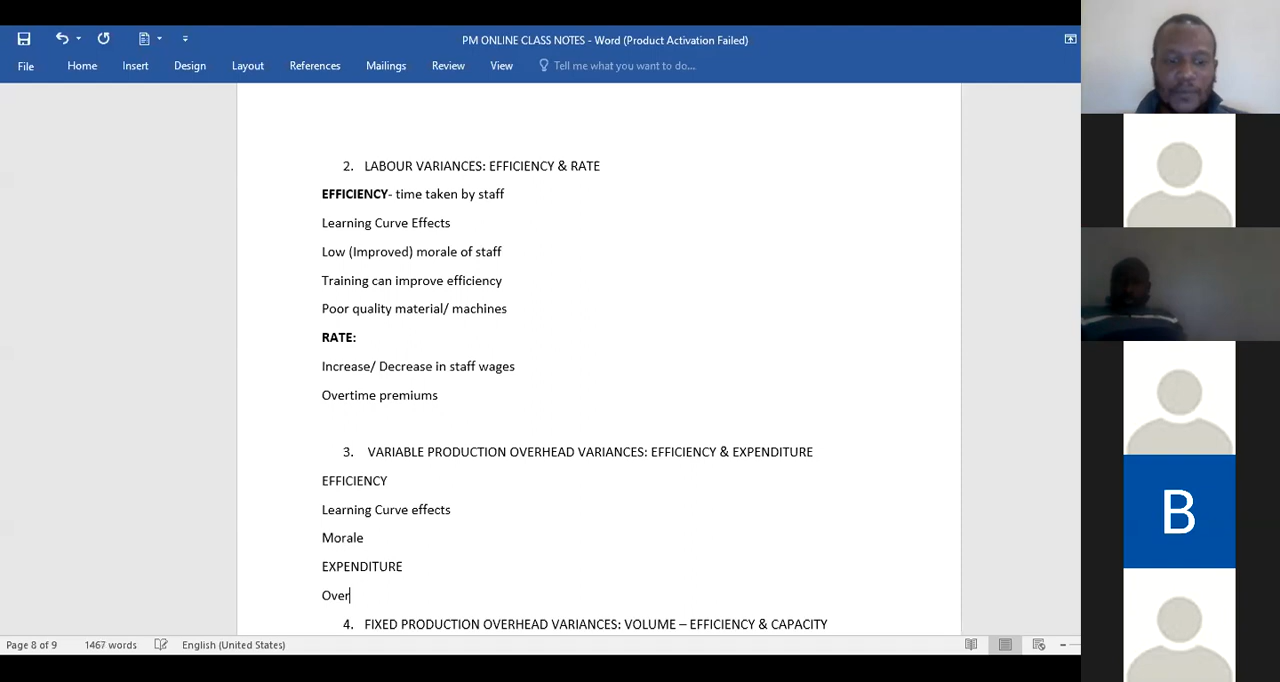 PM ONLINE CLASS NOTES - Word (Product Activation Failed)
File Home Insert Design Layout References Mailings Review View Tell me what you want to do...
2. LABOUR VARIANCES: EFFICIENCY & RATE
EFFICIENCY- time taken by staff
Learning Curve Effects
Low (Improved) morale of staff
Training can improve efficiency
Poor quality material/ machines
RATE:
Increase/ Decrease in staff wages
Overtime premiums
3. VARIABLE PRODUCTION OVERHEAD VARIANCES: EFFICIENCY & EXPENDITURE
EFFICIENCY
Learning Curve effects
Morale
EXPENDITURE
Over
4. FIXED PRODUCTION OVERHEAD VARIANCES: VOLUME – EFFICIENCY & CAPACITY
Page 8 of 9 1467 words English (United States)
B